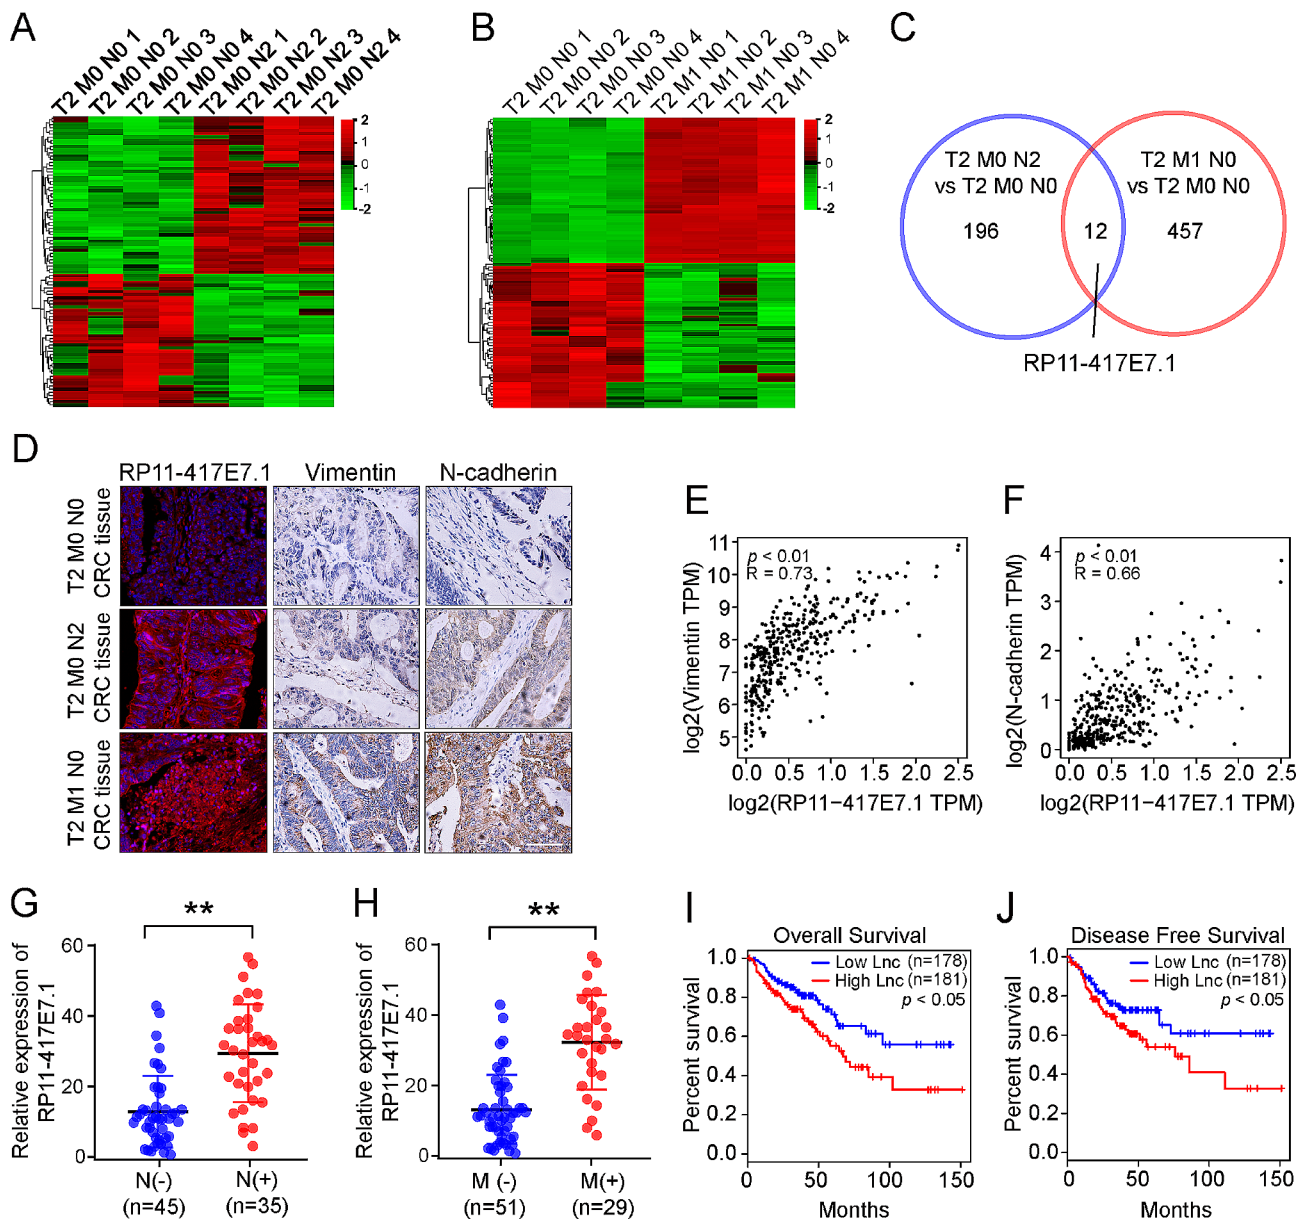 A
T2 M0 N0 1
T2 M0 N0 2
T2 M0 N0 3
T2 M0 N0 4
T2 M0 N2 1
T2 M0 N2 2
T2 M0 N2 3
T2 M0 N2 4
2
1
0
-1
-2
B
T2 M0 N0 1
T2 M0 N0 2
T2 M0 N0 3
T2 M0 N0 4
T2 M1 N0 1
T2 M1 N0 2
T2 M1 N0 3
T2 M1 N0 4
2
1
0
-1
-2
C
T2 M0 N2
vs T2 M0 N0
196
12
T2 M1 N0
vs T2 M0 N0
457
RP11-417E7.1
D
RP11-417E7.1
Vimentin
N-cadherin
T2 M0 N0
CRC tissue
T2 M0 N2
CRC tissue
T2 M1 N0
CRC tissue
E
log2(Vimentin TPM)
11
10
9
8
7
6
5
p < 0.01
R = 0.73
0.0 0.5 1.0 1.5 2.0 2.5
log2(RP11−417E7.1 TPM)
F
log2(N-cadherin TPM)
4
3
2
1
0
p < 0.01
R = 0.66
0.0 0.5 1.0 1.5 2.0 2.5
log2(RP11−417E7.1 TPM)
G
Relative expression of
RP11-417E7.1
60
40
20
0
**
N(-)
(n=45)
N(+)
(n=35)
H
Relative expression of
RP11-417E7.1
60
40
20
0
**
M (-)
(n=51)
M(+)
(n=29)
I
Overall Survival
Low Lnc (n=178)
High Lnc (n=181)
p < 0.05
Percent survival
1.0
0.8
0.6
0.4
0.2
0.0
0 50 100 150
Months
J
Disease Free Survival
Low Lnc (n=178)
High Lnc (n=181)
p < 0.05
Percent survival
1.0
0.8
0.6
0.4
0.2
0.0
0 50 100 150
Months